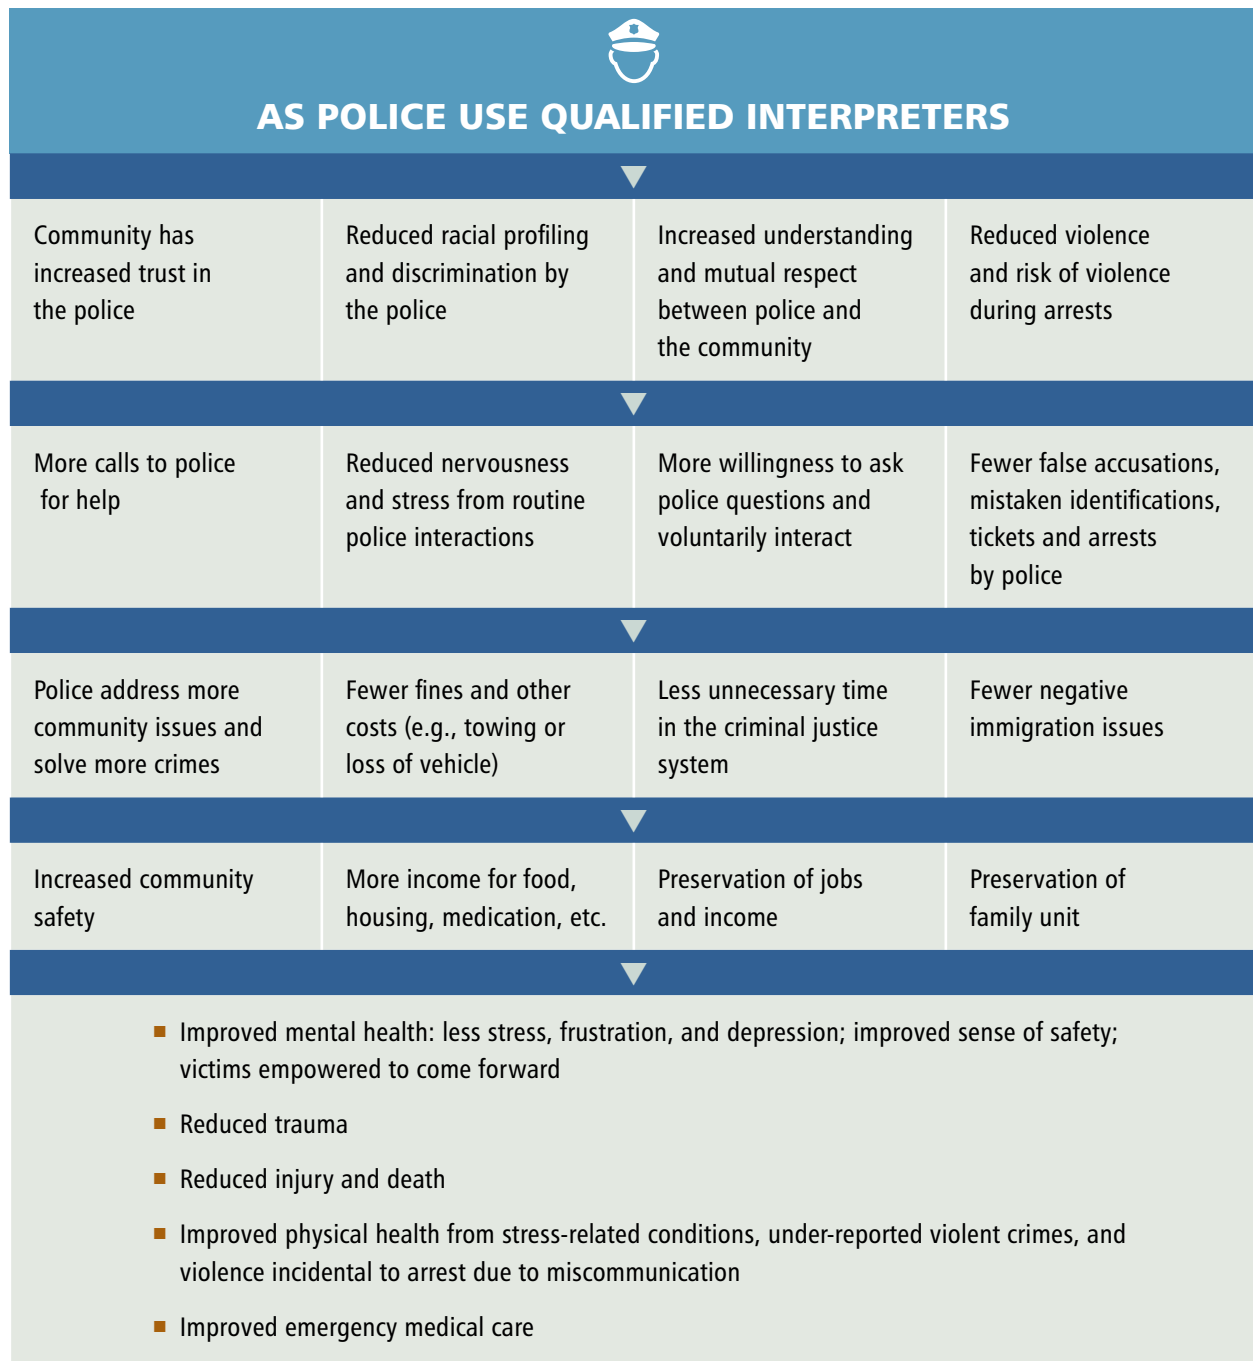 AS POLICE USE QUALIFIED INTERPRETERS
Community has
increased trust in
the police
Reduced racial profiling
and discrimination by
the police
Increased understanding
and mutual respect
between police and
the community
Reduced violence
and risk of violence
during arrests
More calls to police
for help
Reduced nervousness
and stress from routine
police interactions
More willingness to ask
police questions and
voluntarily interact
Fewer false accusations,
mistaken identifications,
tickets and arrests
by police
Police address more
community issues and
solve more crimes
Fewer fines and other
costs (e.g., towing or
loss of vehicle)
Less unnecessary time
in the criminal justice
system
Fewer negative
immigration issues
Increased community
safety
More income for food,
housing, medication, etc.
Preservation of jobs
and income
Preservation of
family unit
■ Improved mental health: less stress, frustration, and depression; improved sense of safety;
victims empowered to come forward
■ Reduced trauma
■ Reduced injury and death
■ Improved physical health from stress-related conditions, under-reported violent crimes, and
violence incidental to arrest due to miscommunication
■ Improved emergency medical care